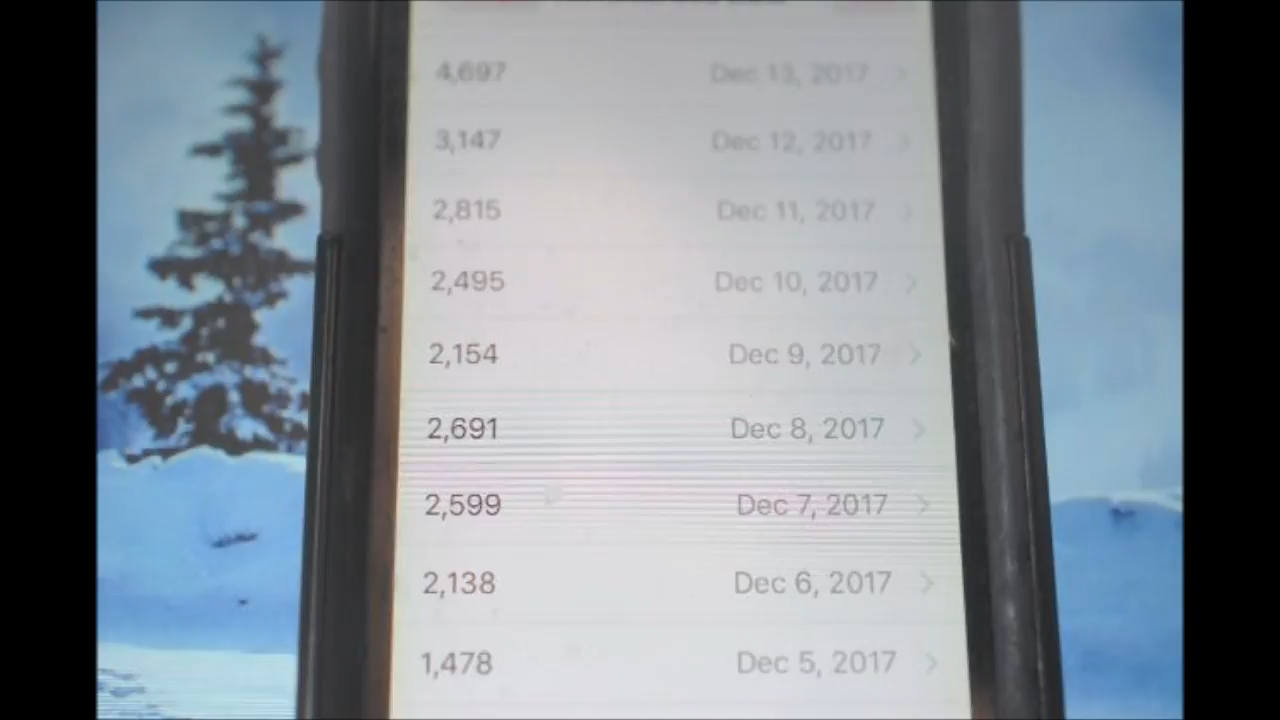 4,697 Dec 13, 2017
3,147 Dec 12, 2017
2,815 Dec 11, 2017
2,495 Dec 10, 2017
2,154 Dec 9, 2017
2,691 Dec 8, 2017
2,599 Dec 7, 2017
2,138 Dec 6, 2017
1,478 Dec 5, 2017